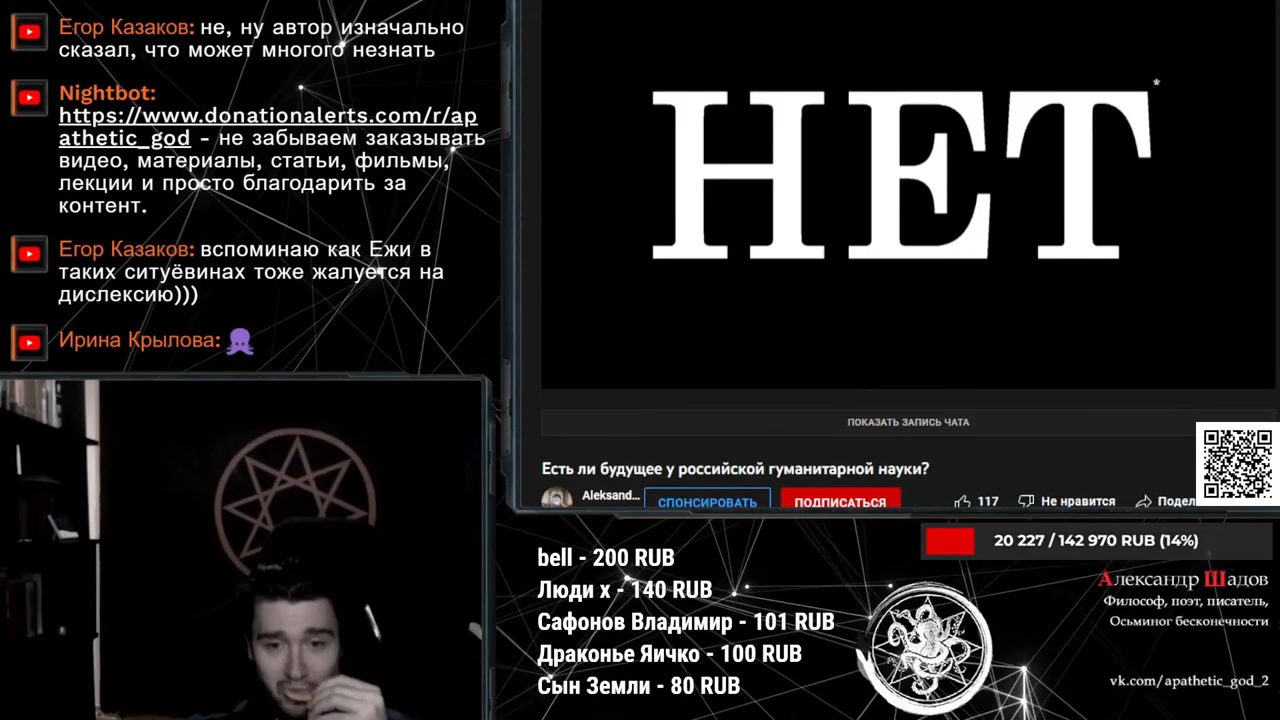 Егор Казаков: не, ну автор изначально
сказал, что может многого незнать
Nightbot:
https://www.donationalerts.com/r/ap
athetic_god - не забываем заказывать
видео, материалы, статьи, фильмы,
лекции и просто благодарить за
контент.
Егор Казаков: вспоминаю как Ежи в
таких ситуёвинах тоже жалуется на
дислексию)))
Ирина Крылова:
НЕТ*
ПОКАЗАТЬ ЗАПИСЬ ЧАТА
Есть ли будущее у российской гуманитарной науки?
Aleksand...
СПОНСИРОВАТЬ
ПОДПИСАТЬСЯ
117
Не нравится
Подел
20 227 / 142 970 RUB (14%)
bell - 200 RUB
Люди х - 140 RUB
Сафонов Владимир - 101 RUB
Драконье Яичко - 100 RUB
Сын Земли - 80 RUB
Александр Шадов
Философ, поэт, писатель,
Осьминог бесконечности
vk.com/apathetic_god_2